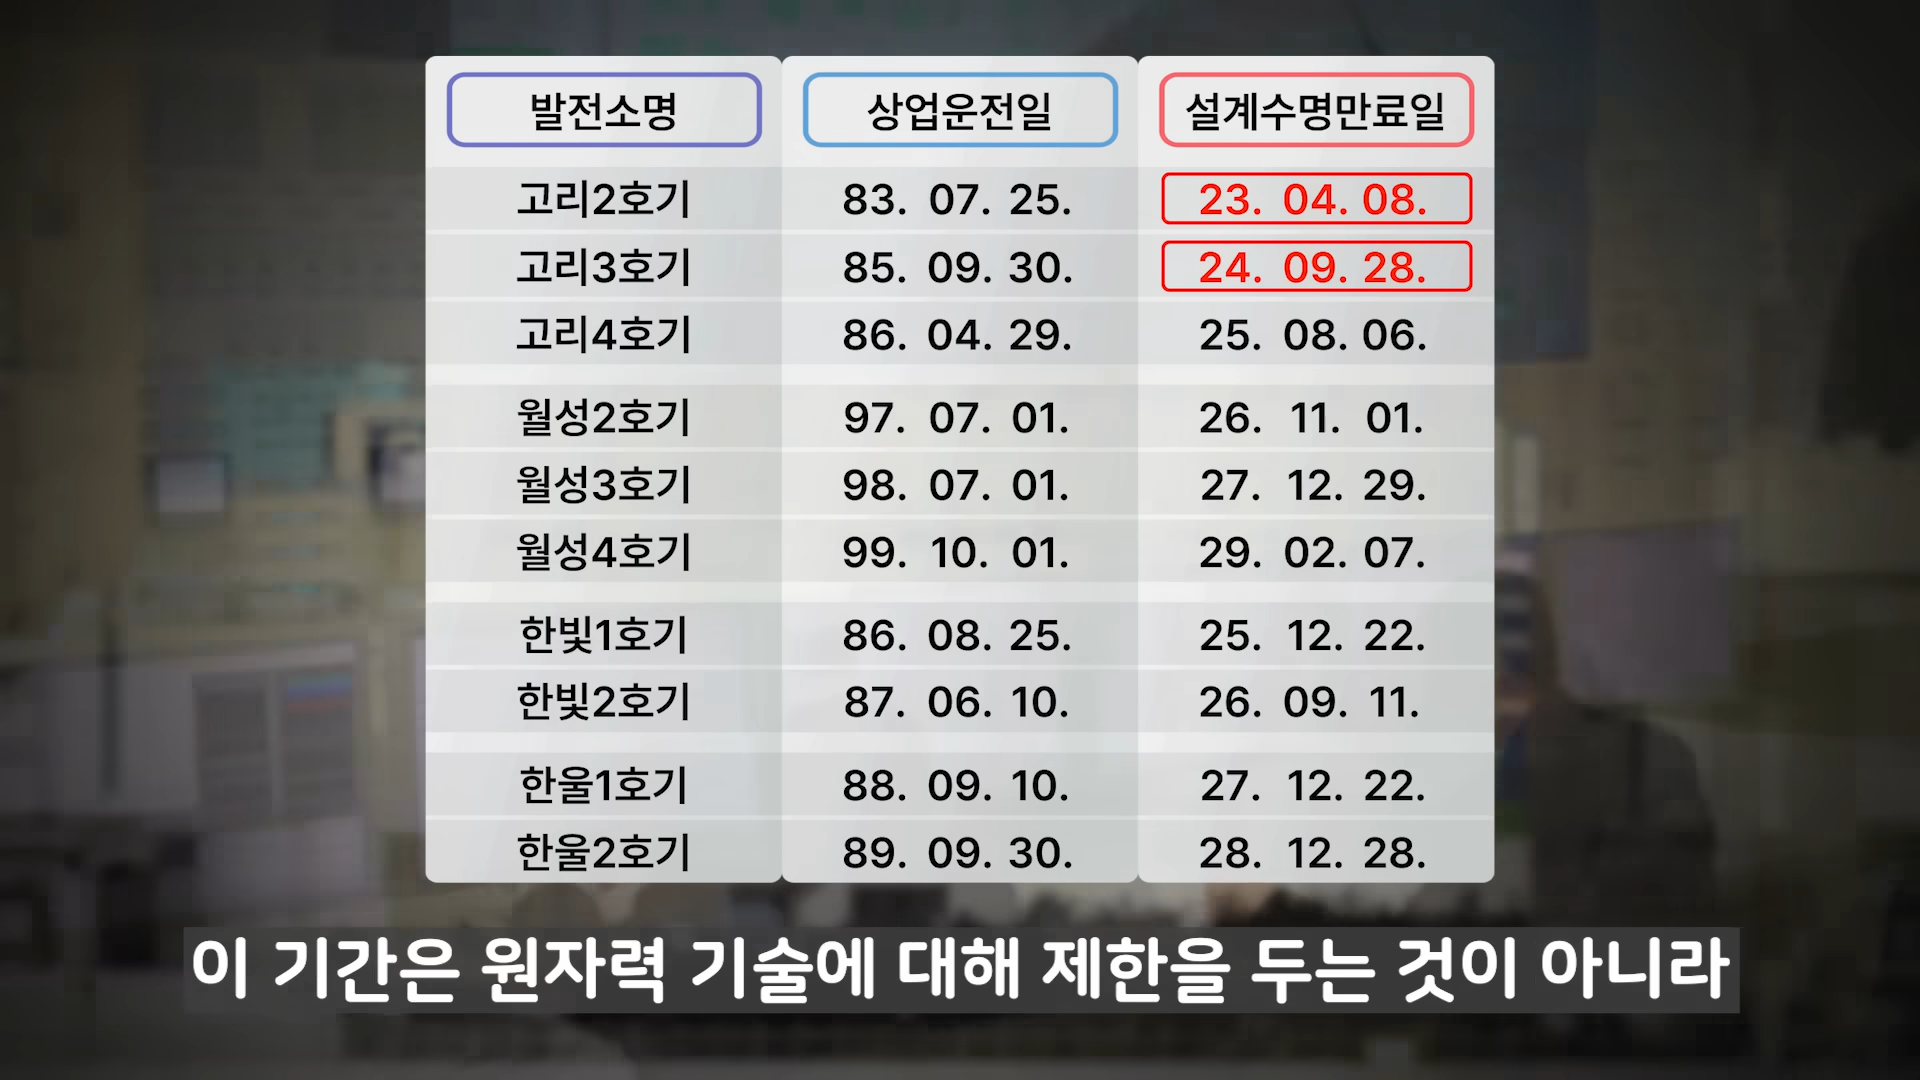 발전소명 상업운전일 설계수명만료일
고리2호기 83. 07. 25. 23. 04. 08.
고리3호기 85. 09. 30. 24. 09. 28.
고리4호기 86. 04. 29. 25. 08. 06.
월성2호기 97. 07. 01. 26. 11. 01.
월성3호기 98. 07. 01. 27. 12. 29.
월성4호기 99. 10. 01. 29. 02. 07.
한빛1호기 86. 08. 25. 25. 12. 22.
한빛2호기 87. 06. 10. 26. 09. 11.
한울1호기 88. 09. 10. 27. 12. 22.
한울2호기 89. 09. 30. 28. 12. 28.
이 기간은 원자력 기술에 대해 제한을 두는 것이 아니라